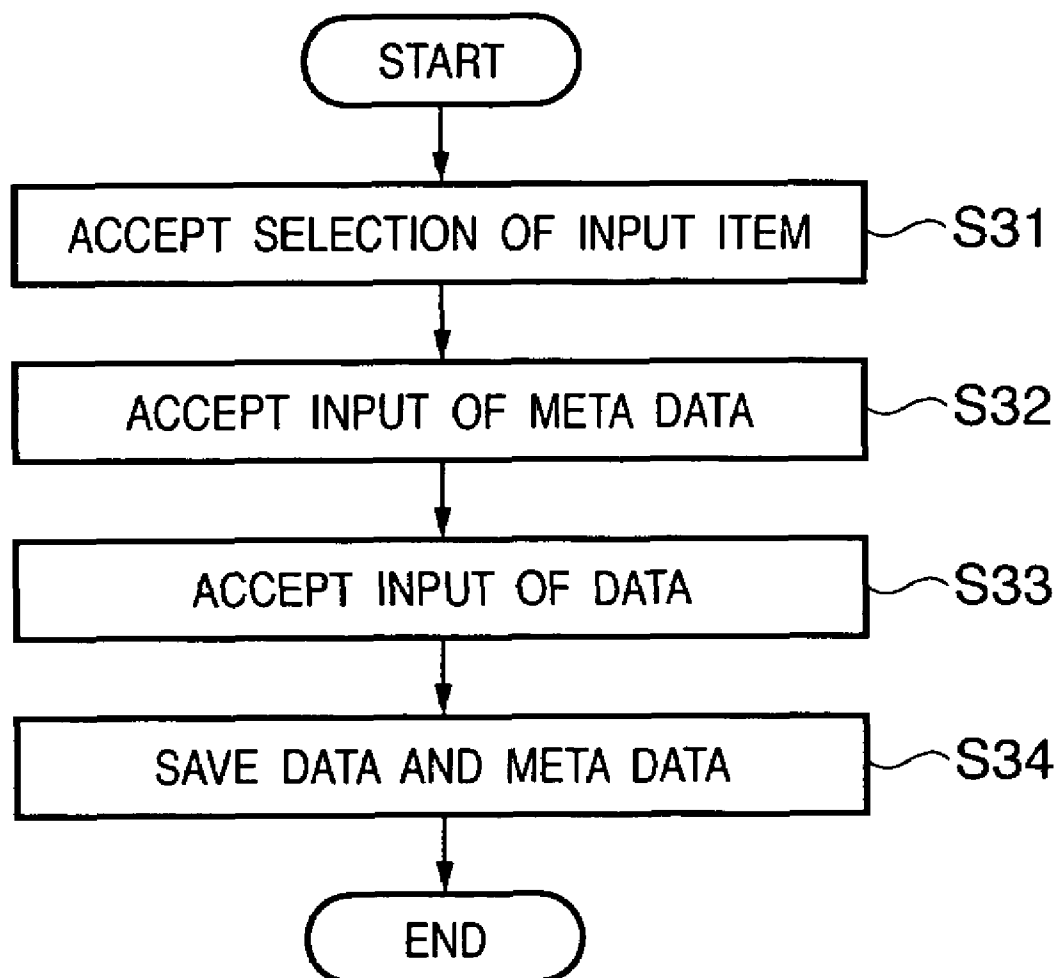 START
ACCEPT SELECTION OF INPUT ITEM S31
ACCEPT INPUT OF META DATA S32
ACCEPT INPUT OF DATA S33
SAVE DATA AND META DATA S34
END